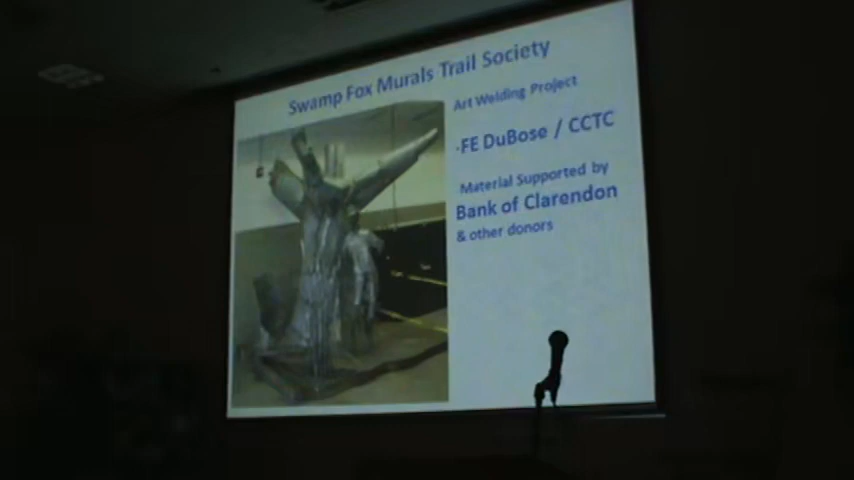 Swamp Fox Murals Trail Society
Art Welding Project
-FE DuBose / CCTC
Material Supported by
Bank of Clarendon
& other donors